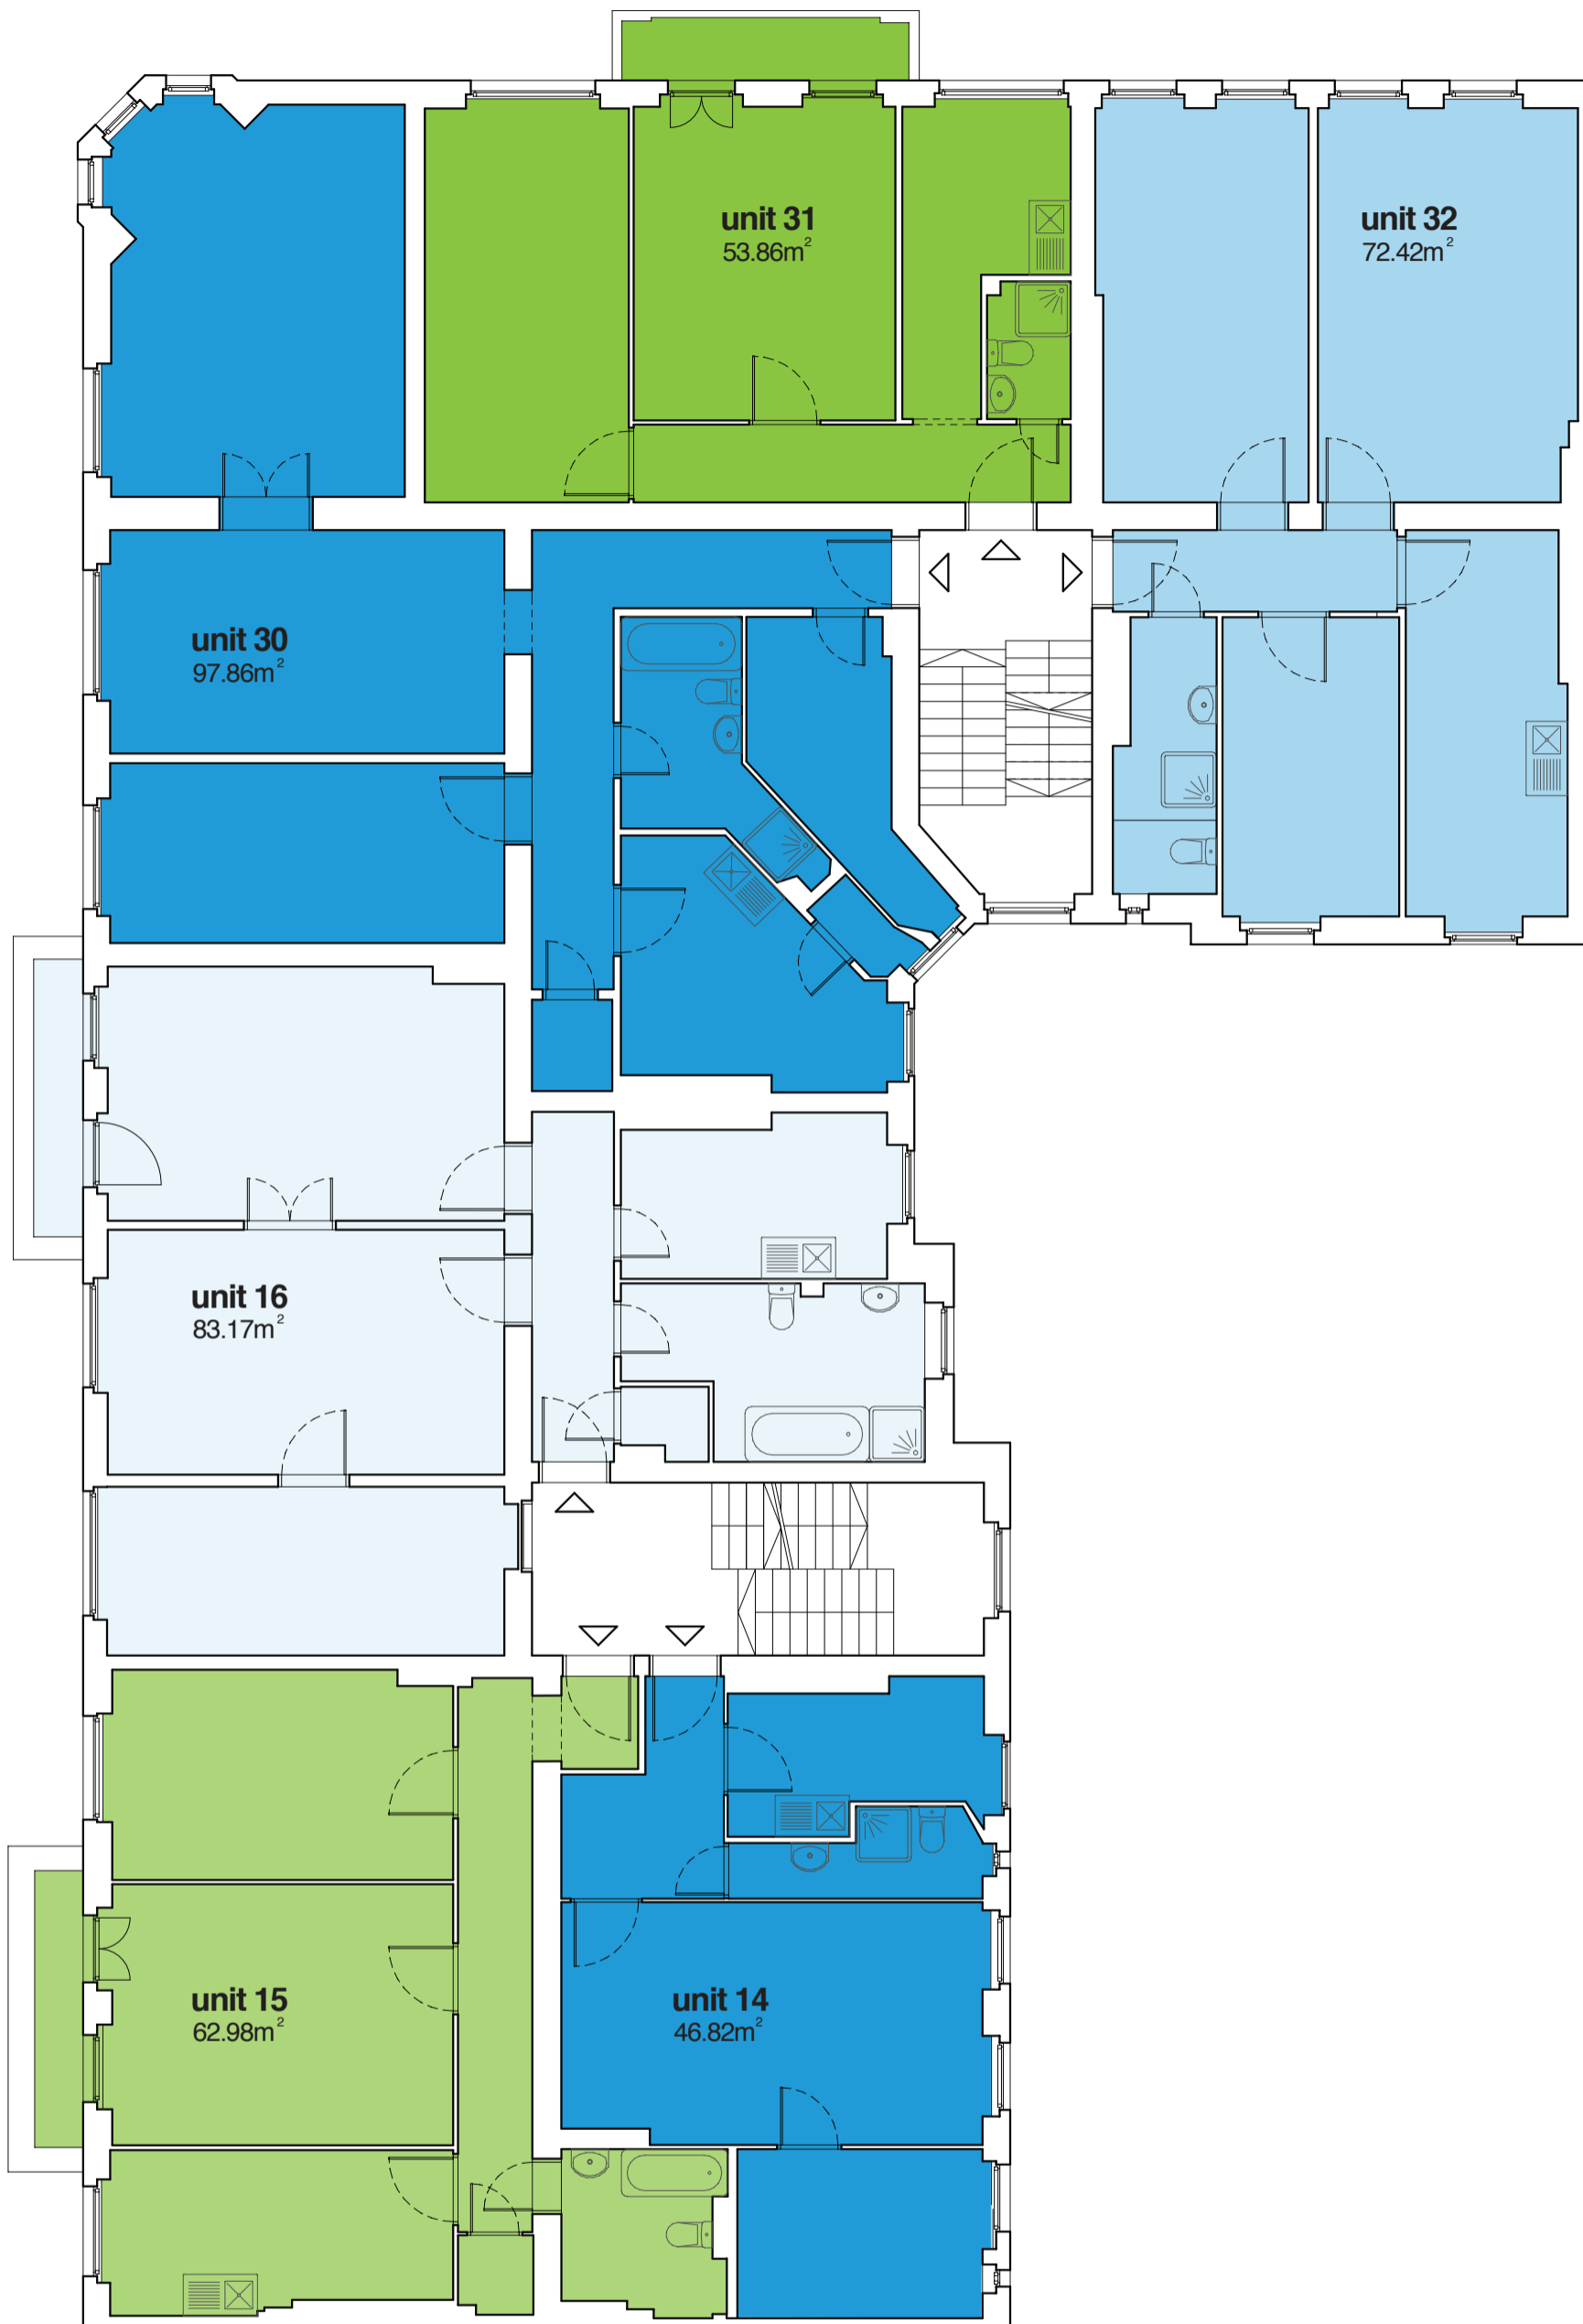 unit 31
53.86m²
unit 32
72.42m²
unit 30
97.86m²
unit 16
83.17m²
unit 15
62.98m²
unit 14
46.82m²